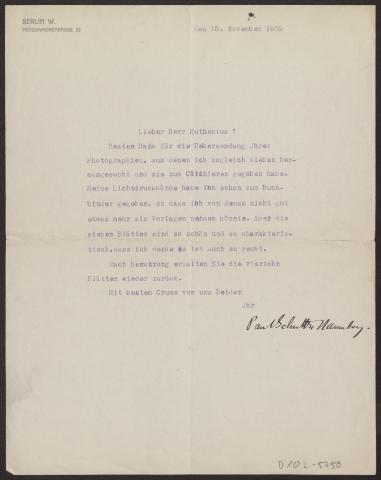 BERLIN W.
POTSDAMERSTRASSE
den 18. November 1902
Lieber Herr Muthesius !
Besten Dank für die Uebersendung Jhrer
Photographien, aus denen ich sogleich sieben her-
ausgesucht und sie zum Clichieren gegeben habe.
Meine Lichtdruckbände habe ich schon zum Buch-
binder gegeben, so dass ich von denen nicht gut
etwas mehr als Vorlagen nehmen könnte. Aber die
sieben Blätter sind so schön und so charakteris-
tisch,dass ich denke es ist auch so recht.
Nach Benutzung erhalten Sie die vierzehn
Blätter wieder zurück.
Mit besten Gruss von uns Beiden
Jhr
Paul Schultze Naumburg.
D 102-5750